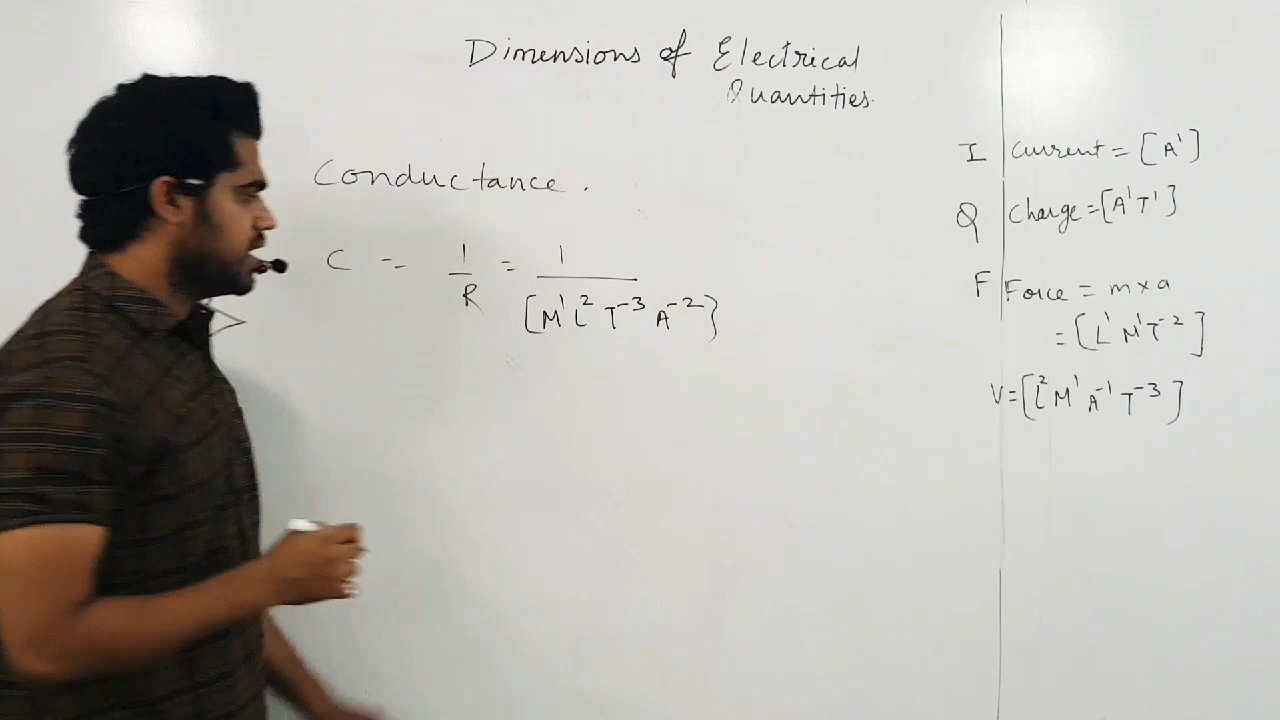 Dimensions of Electrical
Quantities.
Conductance.
C = 1/R = 1/[M¹L²T⁻³A⁻²]
I Current = [A¹]
Q Charge = [A¹T¹]
F Force = m×a
= [L¹M¹T⁻²]
V = [L²M¹A⁻¹T⁻³]